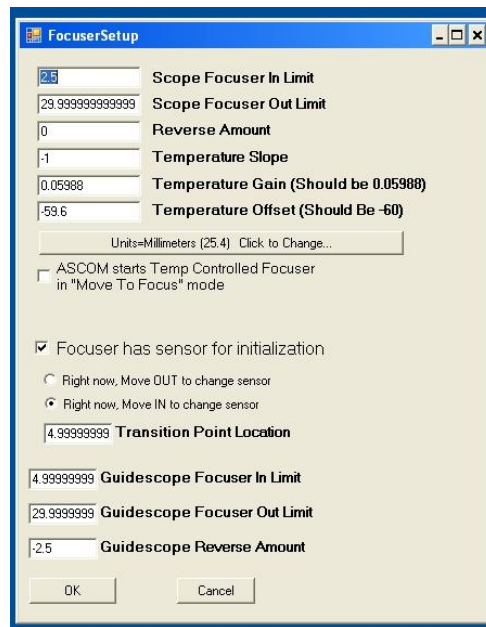 FocuserSetup
2.5 Scope Focuser In Limit
29.999999999999 Scope Focuser Out Limit
0 Reverse Amount
-1 Temperature Slope
0.05988 Temperature Gain (Should be 0.05988)
-59.6 Temperature Offset (Should Be -60)
Units=Millimeters (25.4) Click to Change...
ASCOM starts Temp Controlled Focuser
in "Move To Focus" mode
Focuser has sensor for initialization
Right now, Move OUT to change sensor
Right now, Move IN to change sensor
4.99999999 Transition Point Location
4.99999999 Guidescope Focuser In Limit
29.9999999 Guidescope Focuser Out Limit
-2.5 Guidescope Reverse Amount
OK Cancel